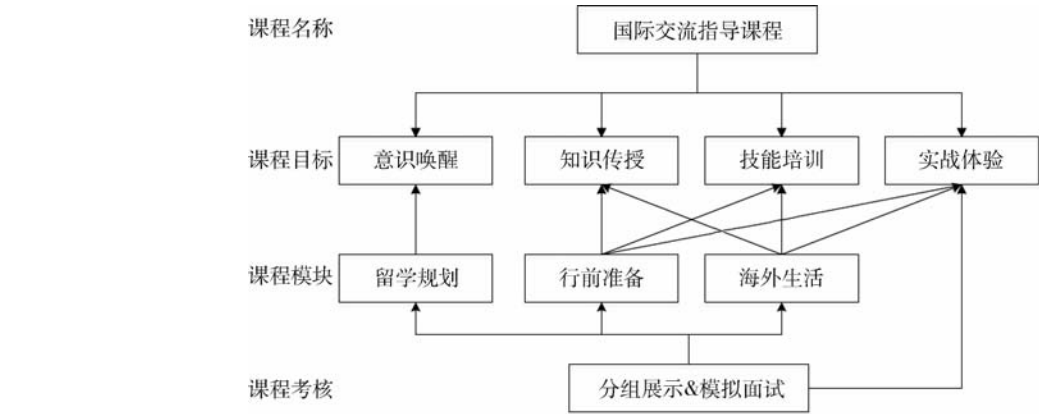 课程名称 国际交流指导课程
课程目标 意识唤醒 知识传授 技能培训 实战体验
课程模块 留学规划 行前准备 海外生活
课程考核 分组展示&模拟面试